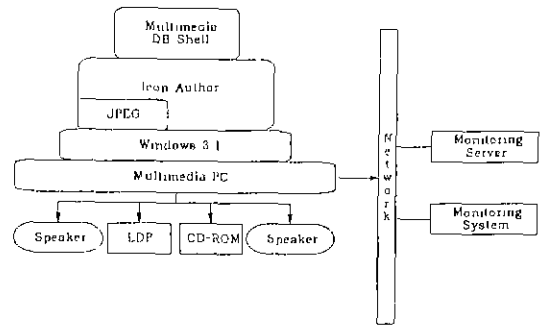 Multimedia
DB Shell
Icon Author
JPEG
Windows 3.1
Multimedia PC
Speaker
LDP
CD-ROM
Speaker
Network
Monitoring
Server
Monitoring
System